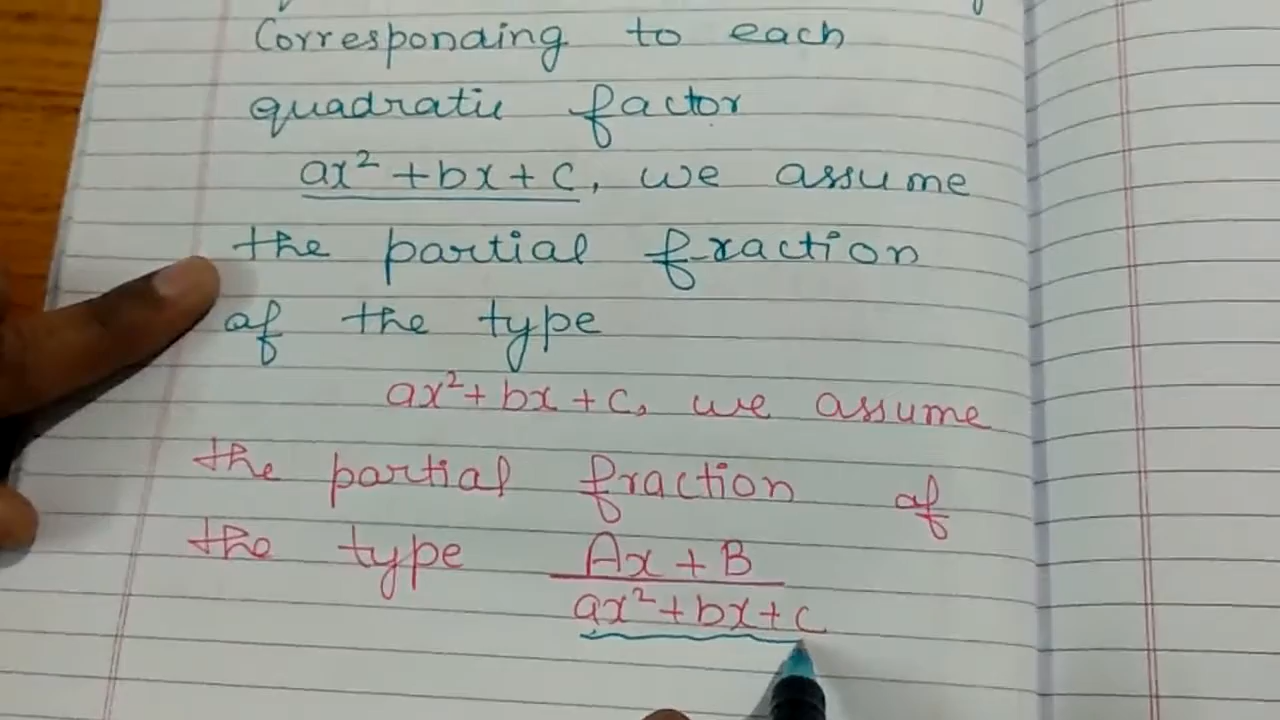 Corresponding to each
quadratic factor
ax² + bx + c, we assume
the partial fraction
of the type
ax² + bx + c, we assume
the partial fraction of
the type Ax + B
ax² + bx + c